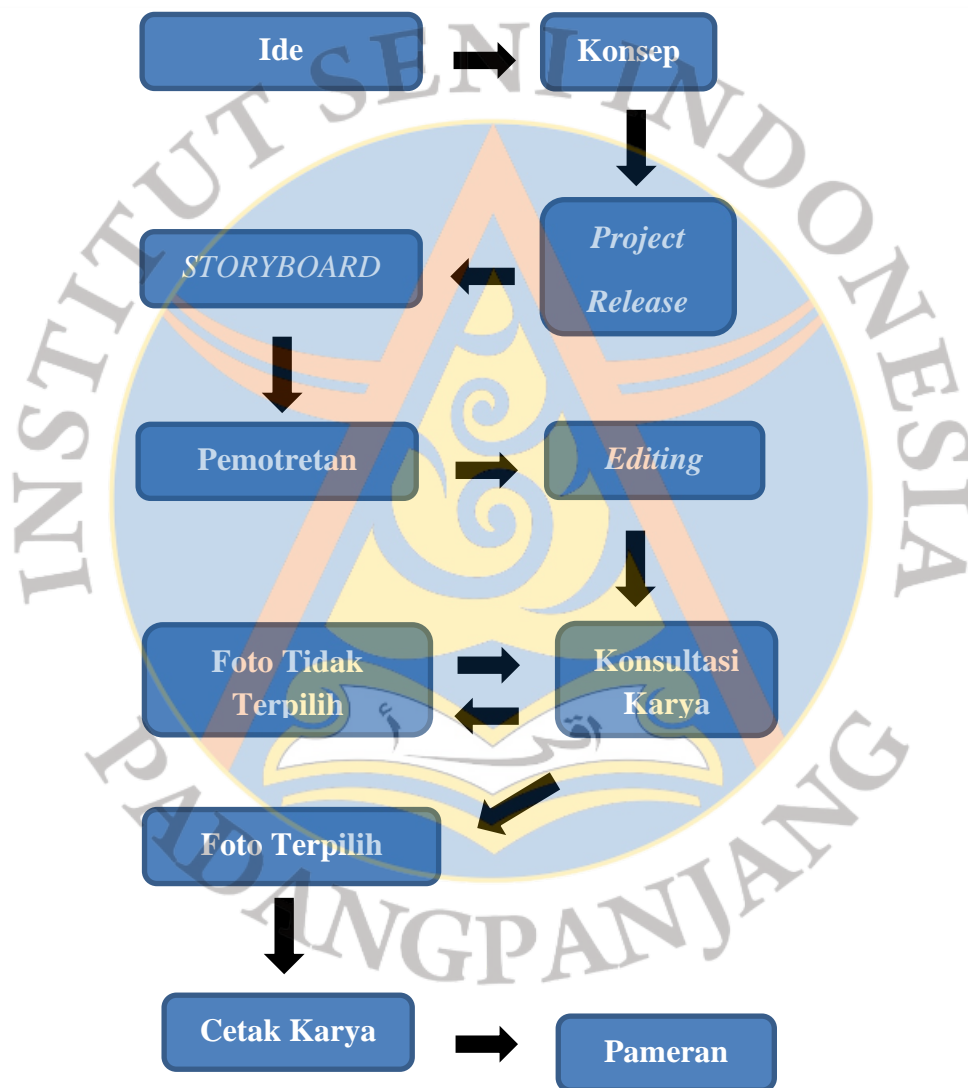 Ide
Konsep
Project
Release
STORYBOARD
Pemotretan
Editing
Foto Tidak
Terpilih
Konsultasi
Karya
Foto Terpilih
Cetak Karya
Pameran
INSTITUT SENI INDONESIA
PADANGPANJANG